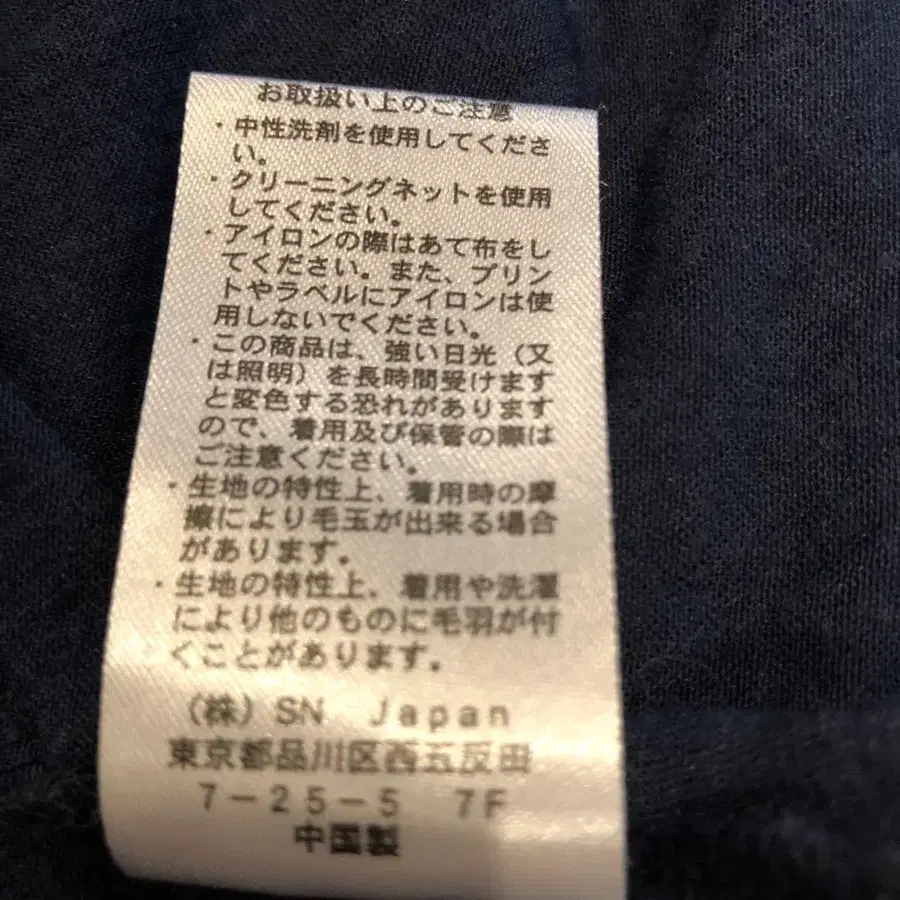 お取扱い上のご注意
・中性洗剤を使用してくださ
い。
・クリーニングネットを使用
してください。
・アイロンの際はあて布をし
てください。また、プリン
トやラベルにアイロンは使
用しないでください。
・この商品は、強い日光（又
は照明）を長時間受けます
と変色する恐れがあります
ので、着用及び保管の際は
ご注意ください。
・生地の特性上、着用時の摩
擦により毛玉が出来る場合
があります。
・生地の特性上、着用や洗濯
により他のものに毛羽が付
くことがあります。
（株）SN Japan
東京都品川区西五反田
7－25－5 7F
中国製